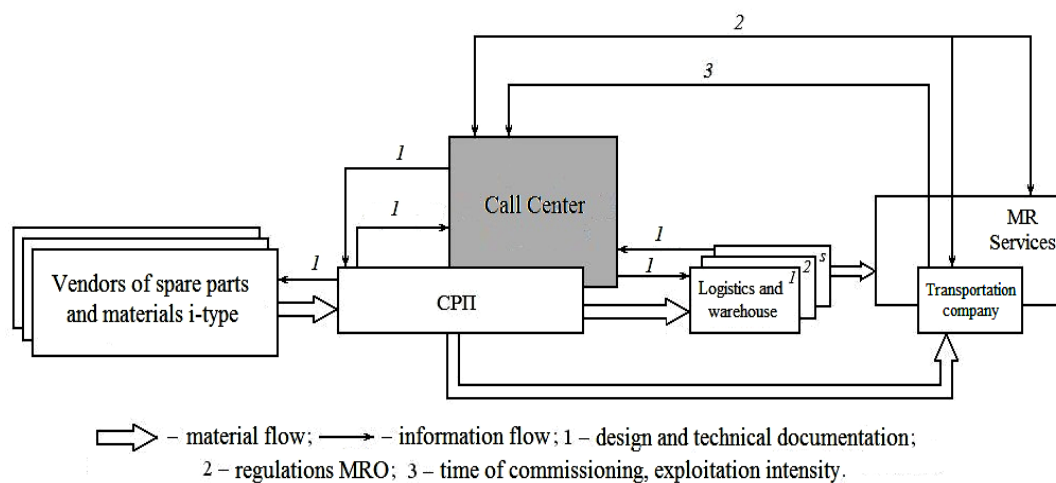 2
3
1
1
Call Center
MR
Services
1
1
1
Vendors of spare parts
and materials i-type
СРП
Logistics and
warehouse
1
2
s
Transportation
company
– material flow; – information flow; 1 – design and technical documentation;
2 – regulations MRO; 3 – time of commissioning, exploitation intensity.